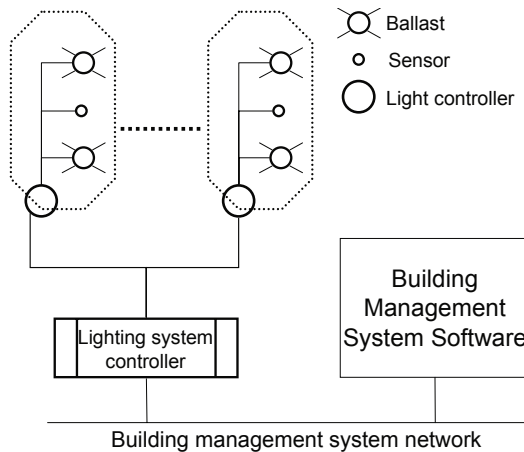 Ballast
Sensor
Light controller
Building
Management
System Software
Lighting system
controller
Building management system network